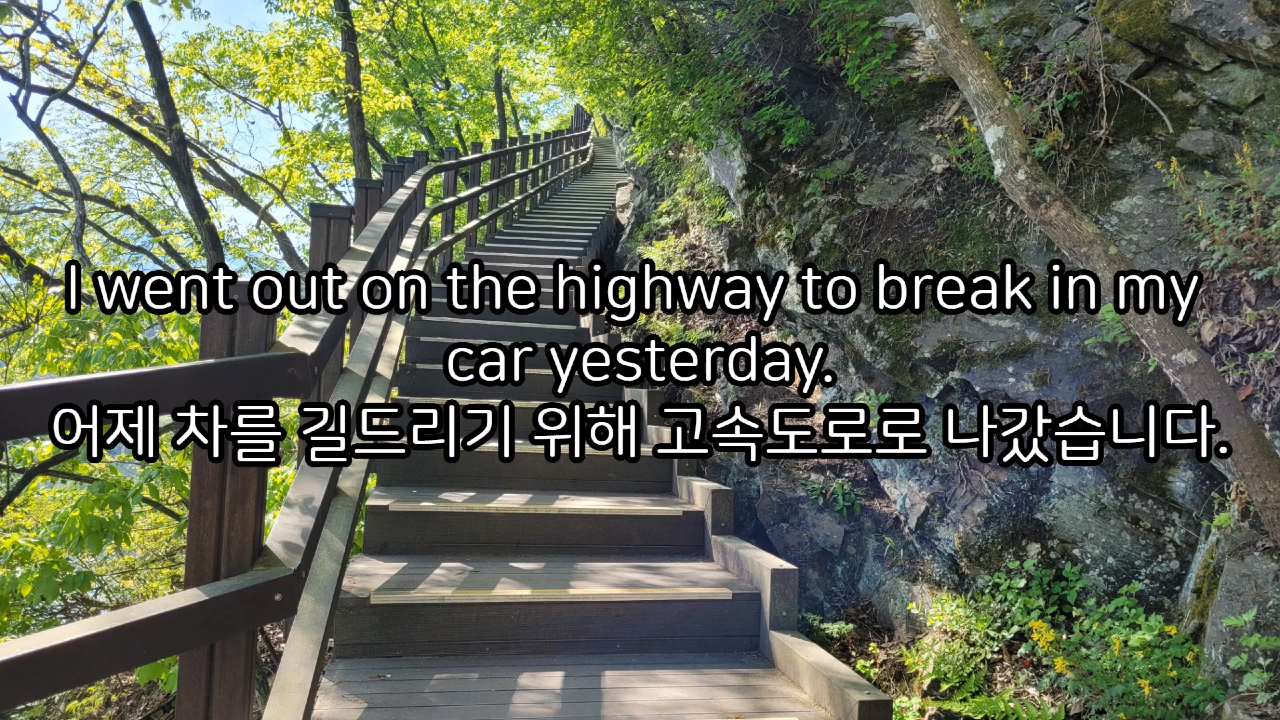 I went out on the highway to break in my
car yesterday.
어제 차를 길드리기 위해 고속도로로 나갔습니다.